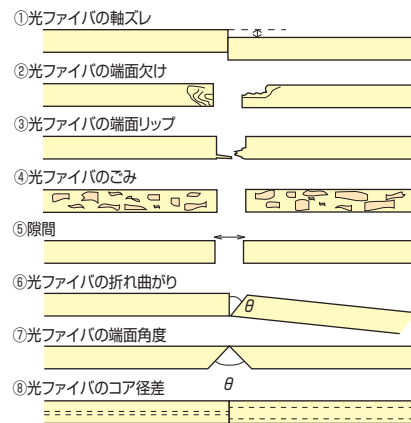 ①光ファイバの軸ズレ
②光ファイバの端面欠け
③光ファイバの端面リップ
④光ファイバのごみ
⑤隙間
⑥光ファイバの折れ曲がり
θ
⑦光ファイバの端面角度
θ
⑧光ファイバのコア径差